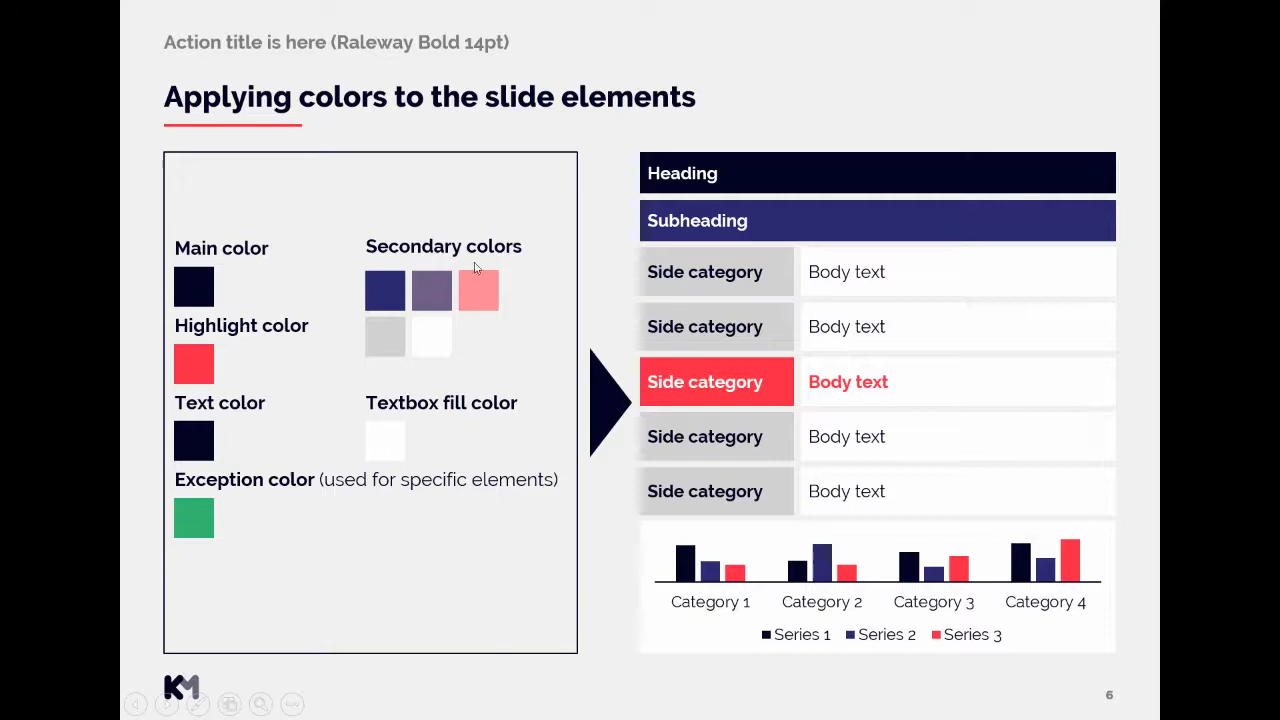 Action title is here (Raleway Bold 14pt)
Applying colors to the slide elements
Main color
Secondary colors
Highlight color
Text color
Textbox fill color
Exception color (used for specific elements)
Heading
Subheading
Side category Body text
Side category Body text
Side category Body text
Side category Body text
Side category Body text
Category 1 Category 2 Category 3 Category 4
Series 1 Series 2 Series 3
KM
6